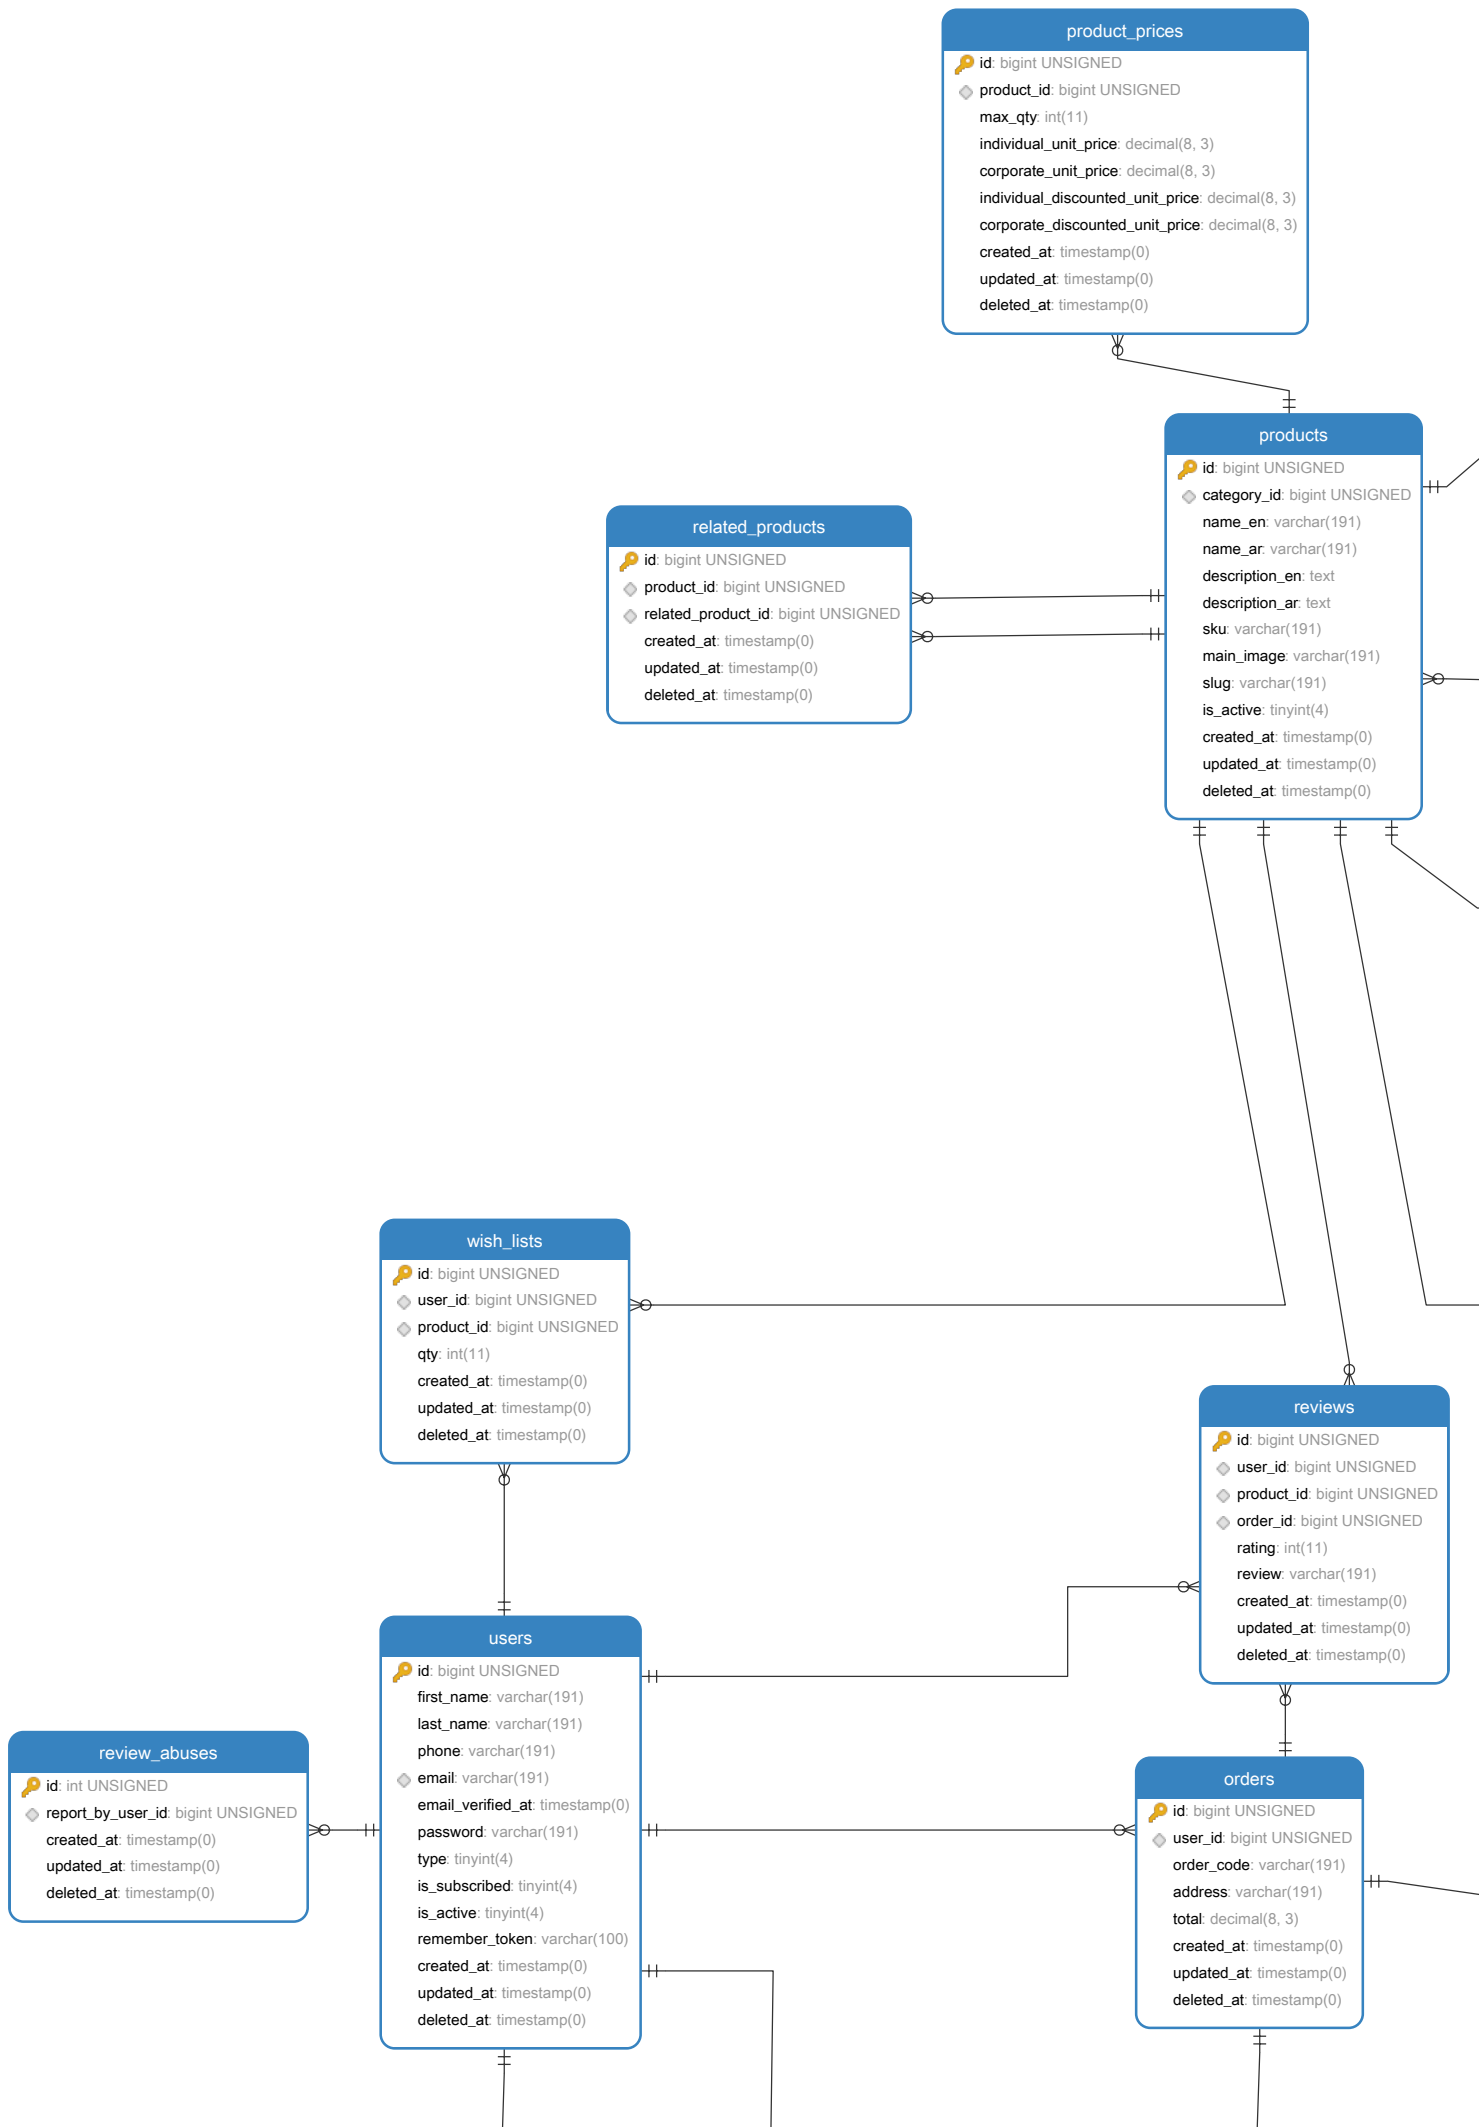 product_prices
id: bigint UNSIGNED
product_id: bigint UNSIGNED
max_qty: int(11)
individual_unit_price: decimal(8, 3)
corporate_unit_price: decimal(8, 3)
individual_discounted_unit_price: decimal(8, 3)
corporate_discounted_unit_price: decimal(8, 3)
created_at: timestamp(0)
updated_at: timestamp(0)
deleted_at: timestamp(0)
products
id: bigint UNSIGNED
category_id: bigint UNSIGNED
name_en: varchar(191)
name_ar: varchar(191)
description_en: text
description_ar: text
sku: varchar(191)
main_image: varchar(191)
slug: varchar(191)
is_active: tinyint(4)
created_at: timestamp(0)
updated_at: timestamp(0)
deleted_at: timestamp(0)
related_products
id: bigint UNSIGNED
product_id: bigint UNSIGNED
related_product_id: bigint UNSIGNED
created_at: timestamp(0)
updated_at: timestamp(0)
deleted_at: timestamp(0)
wish_lists
id: bigint UNSIGNED
user_id: bigint UNSIGNED
product_id: bigint UNSIGNED
qty: int(11)
created_at: timestamp(0)
updated_at: timestamp(0)
deleted_at: timestamp(0)
reviews
id: bigint UNSIGNED
user_id: bigint UNSIGNED
product_id: bigint UNSIGNED
order_id: bigint UNSIGNED
rating: int(11)
review: varchar(191)
created_at: timestamp(0)
updated_at: timestamp(0)
deleted_at: timestamp(0)
users
id: bigint UNSIGNED
first_name: varchar(191)
last_name: varchar(191)
phone: varchar(191)
email: varchar(191)
email_verified_at: timestamp(0)
password: varchar(191)
type: tinyint(4)
is_subscribed: tinyint(4)
is_active: tinyint(4)
remember_token: varchar(100)
created_at: timestamp(0)
updated_at: timestamp(0)
deleted_at: timestamp(0)
review_abuses
id: int UNSIGNED
report_by_user_id: bigint UNSIGNED
created_at: timestamp(0)
updated_at: timestamp(0)
deleted_at: timestamp(0)
orders
id: bigint UNSIGNED
user_id: bigint UNSIGNED
order_code: varchar(191)
address: varchar(191)
total: decimal(8, 3)
created_at: timestamp(0)
updated_at: timestamp(0)
deleted_at: timestamp(0)